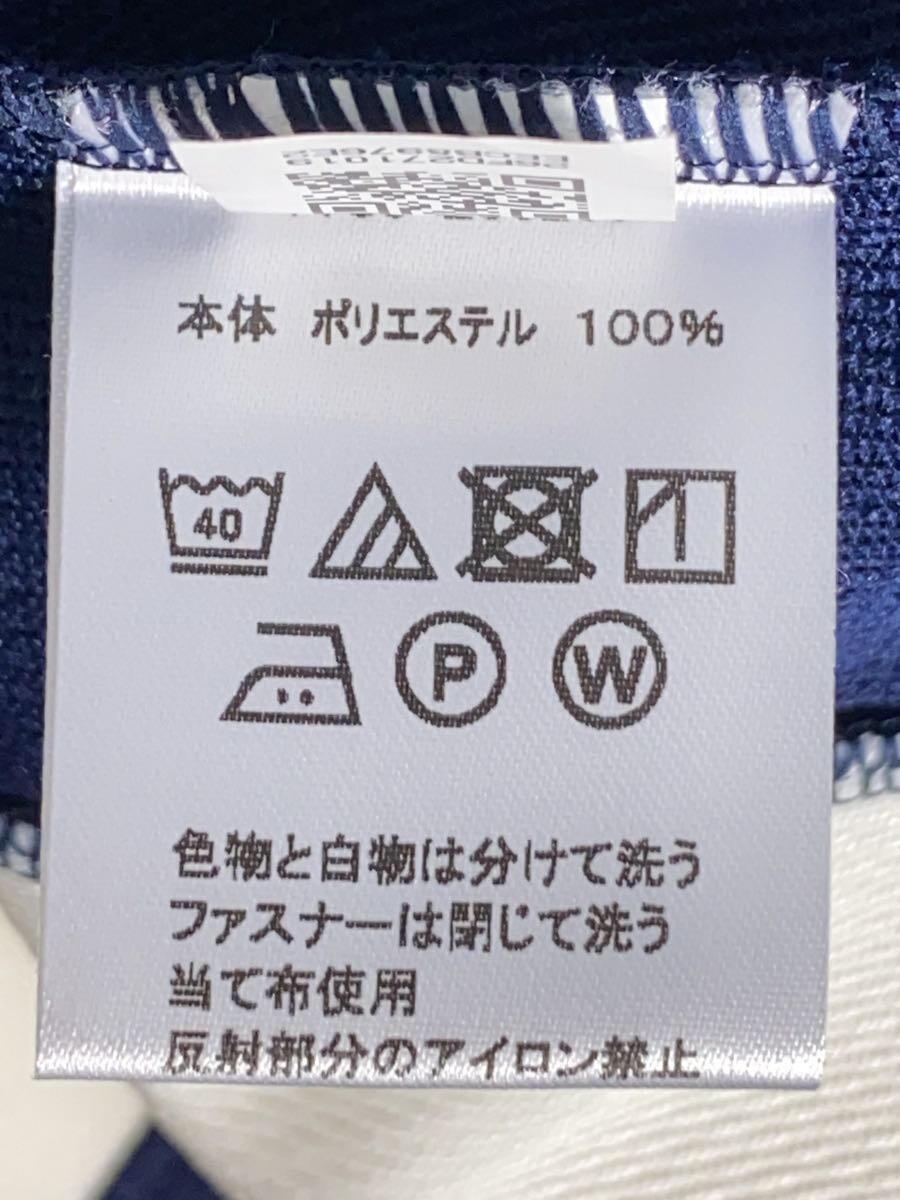 本体 ポリエステル 100%
40
P W
色物と白物は分けて洗う
ファスナーは閉じて洗う
当て布使用
反射部分のアイロン禁止